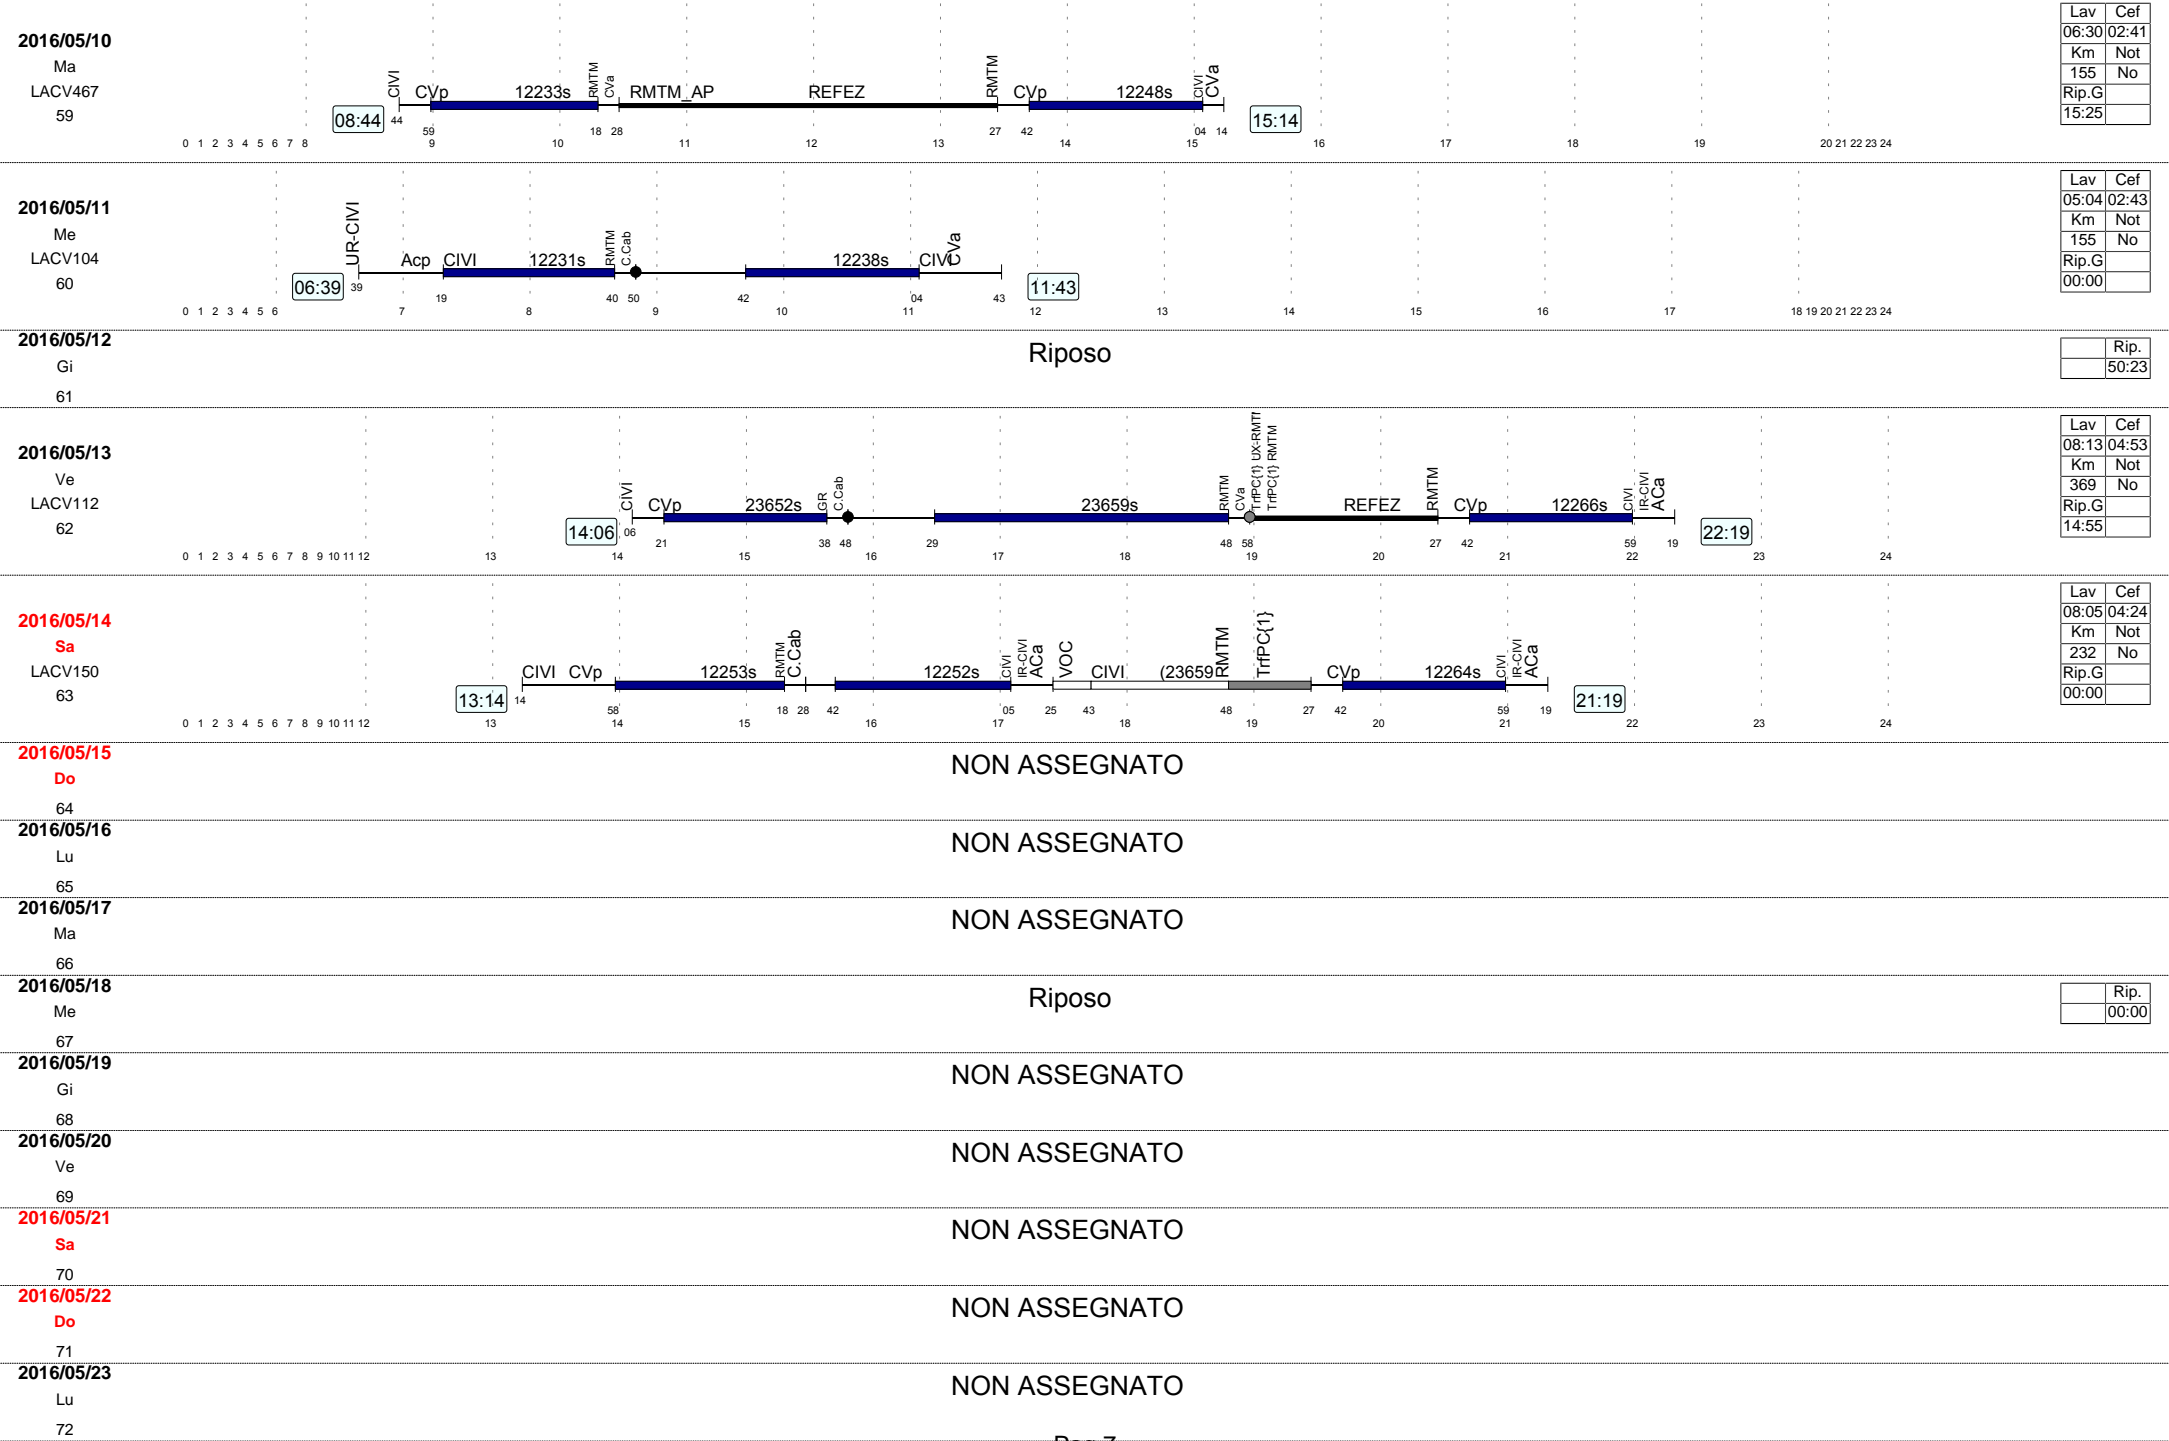 2016/05/10
Ma
LACV467
59
08:44
CIVI CVp 12233s RMTM CVa RMTM_AP REFEZ RMTM CVp 12248s CIVI CVa
44 59 18 28 27 42 04 14
15:14
0 1 2 3 4 5 6 7 8 9 10 11 12 13 14 15 16 17 18 19 20 21 22 23 24
Lav Cef
06:30 02:41
Km Not
155 No
Rip.G
15:25
2016/05/11
Me
LACV104
60
06:39
UR-CIVI Acp CIVI 12231s RMTM C.Cab 12238s CIVI CVa
39 19 40 50 42 04 43
11:43
0 1 2 3 4 5 6 7 8 9 10 11 12 13 14 15 16 17 18 19 20 21 22 23 24
Lav Cef
05:04 02:43
Km Not
155 No
Rip.G
00:00
2016/05/12
Gi
61
Riposo
Rip.
50:23
2016/05/13
Ve
LACV112
62
14:06
CIVI CVp 23652s GR C.Cab 23659s RMTM CVa TrfPC{1} UX-RMT TrfPC{1} RMTM REFEZ RMTM CVp 12266s CIVI IR-CIVI ACa
06 21 38 48 29 48 58 27 42 59 19
22:19
0 1 2 3 4 5 6 7 8 9 10 11 12 13 14 15 16 17 18 19 20 21 22 23 24
Lav Cef
08:13 04:53
Km Not
369 No
Rip.G
14:55
2016/05/14
Sa
LACV150
63
13:14
CIVI CVp 12253s RMTM C.Cab 12252s CIVI IR-CIVI ACa VOC CIVI (23659 RMTM TrfPC{1} CVp 12264s CIVI IR-CIVI ACa
14 58 18 28 42 05 25 43 48 27 42 59 19
21:19
0 1 2 3 4 5 6 7 8 9 10 11 12 13 14 15 16 17 18 19 20 21 22 23 24
Lav Cef
08:05 04:24
Km Not
232 No
Rip.G
00:00
2016/05/15
Do
64
NON ASSEGNATO
2016/05/16
Lu
65
NON ASSEGNATO
2016/05/17
Ma
66
NON ASSEGNATO
2016/05/18
Me
67
Riposo
Rip.
00:00
2016/05/19
Gi
68
NON ASSEGNATO
2016/05/20
Ve
69
NON ASSEGNATO
2016/05/21
Sa
70
NON ASSEGNATO
2016/05/22
Do
71
NON ASSEGNATO
2016/05/23
Lu
72
NON ASSEGNATO